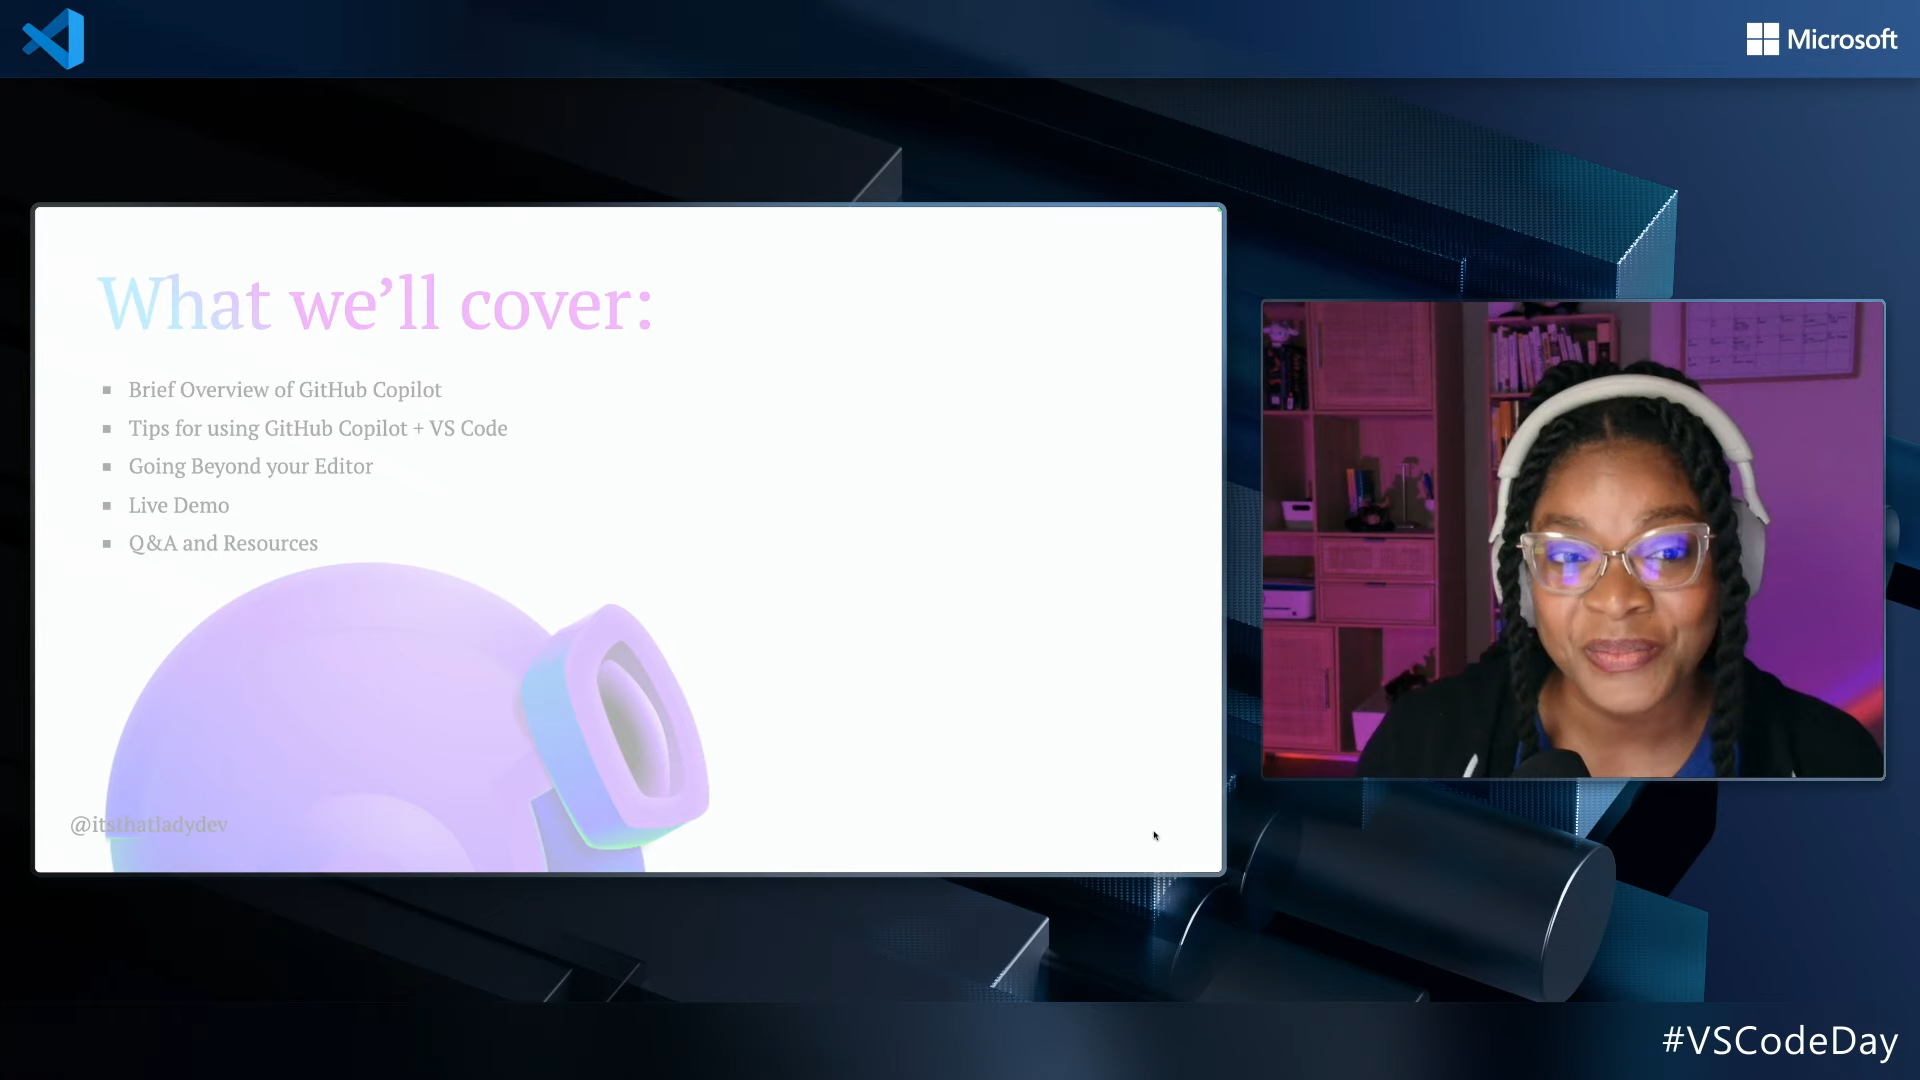 Microsoft
What we’ll cover:
Brief Overview of GitHub Copilot
Tips for using GitHub Copilot + VS Code
Going Beyond your Editor
Live Demo
Q&A and Resources
@itsthatladydev
#VSCodeDay